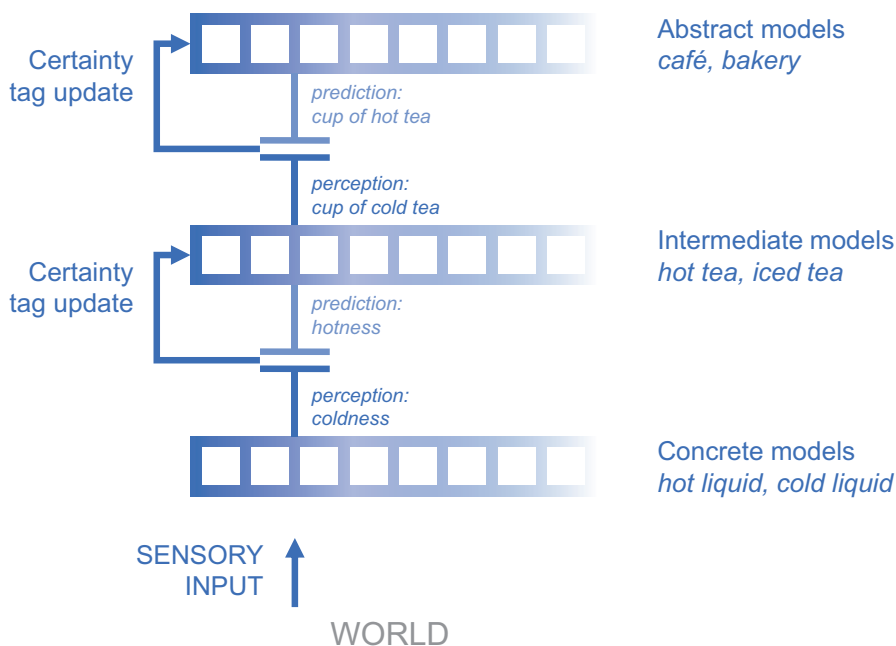 Abstract models
café, bakery
Certainty
tag update
prediction:
cup of hot tea
perception:
cup of cold tea
Intermediate models
hot tea, iced tea
Certainty
tag update
prediction:
hotness
perception:
coldness
Concrete models
hot liquid, cold liquid
SENSORY
INPUT
WORLD